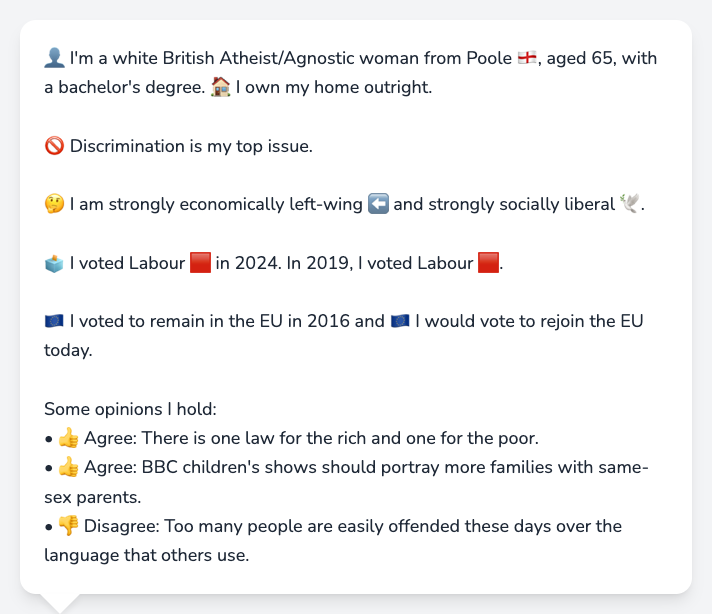 👤 I'm a white British Atheist/Agnostic woman from Poole 🏴󠁧󠁢󠁥󠁮󠁧󠁿, aged 65, with
a bachelor's degree. 🏠 I own my home outright.
🚫 Discrimination is my top issue.
🤔 I am strongly economically left-wing ⬅️ and strongly socially liberal 🕊️.
🗳️ I voted Labour 🟥 in 2024. In 2019, I voted Labour 🟥.
🇪🇺 I voted to remain in the EU in 2016 and 🇪🇺 I would vote to rejoin the EU
today.
Some opinions I hold:
• 👍 Agree: There is one law for the rich and one for the poor.
• 👍 Agree: BBC children's shows should portray more families with same-
sex parents.
• 👎 Disagree: Too many people are easily offended these days over the
language that others use.